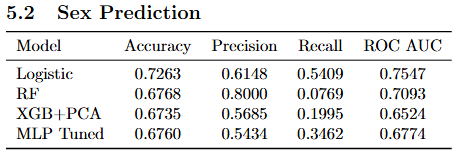 5.2 Sex Prediction
Model Accuracy Precision Recall ROC AUC
Logistic 0.7263 0.6148 0.5409 0.7547
RF 0.6768 0.8000 0.0769 0.7093
XGB+PCA 0.6735 0.5685 0.1995 0.6524
MLP Tuned 0.6760 0.5434 0.3462 0.6774